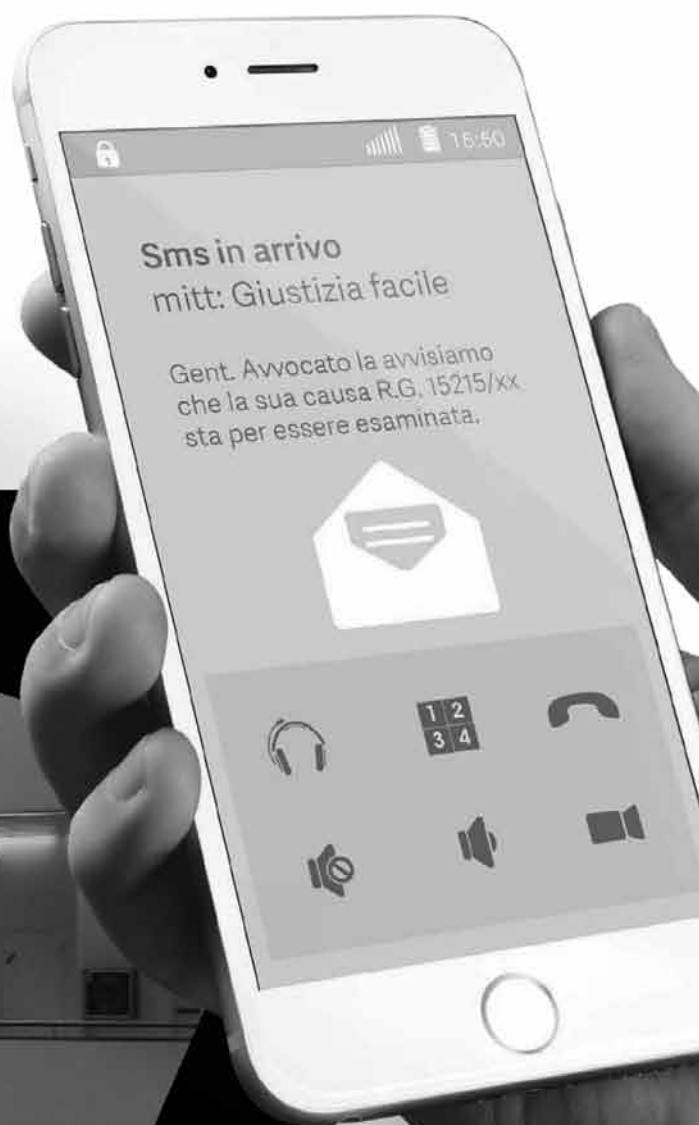 15:50
Sms in arrivo
mitt: Giustizia facile
Gent. Avvocato la avvisiamo
che la sua causa R.G. 15215/xx
sta per essere esaminata.
1 2
3 4